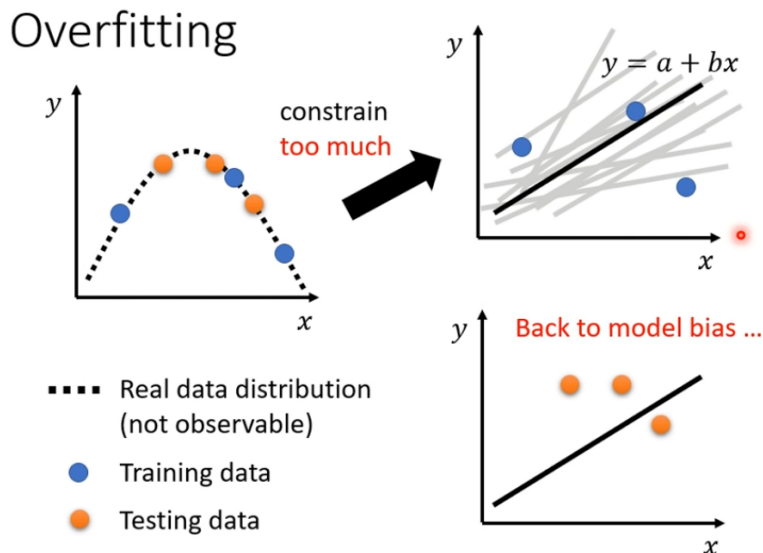 Overfitting
y
x
constrain
too much
y
y = a + bx
x
Real data distribution
(not observable)
Training data
Testing data
y
Back to model bias ...
x